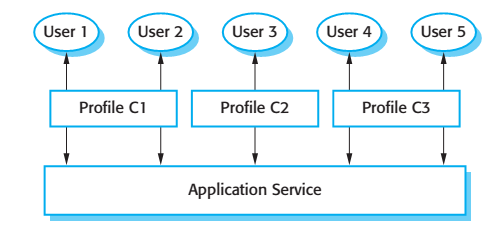 User 1 User 2 User 3 User 4 User 5
Profile C1 Profile C2 Profile C3
Application Service